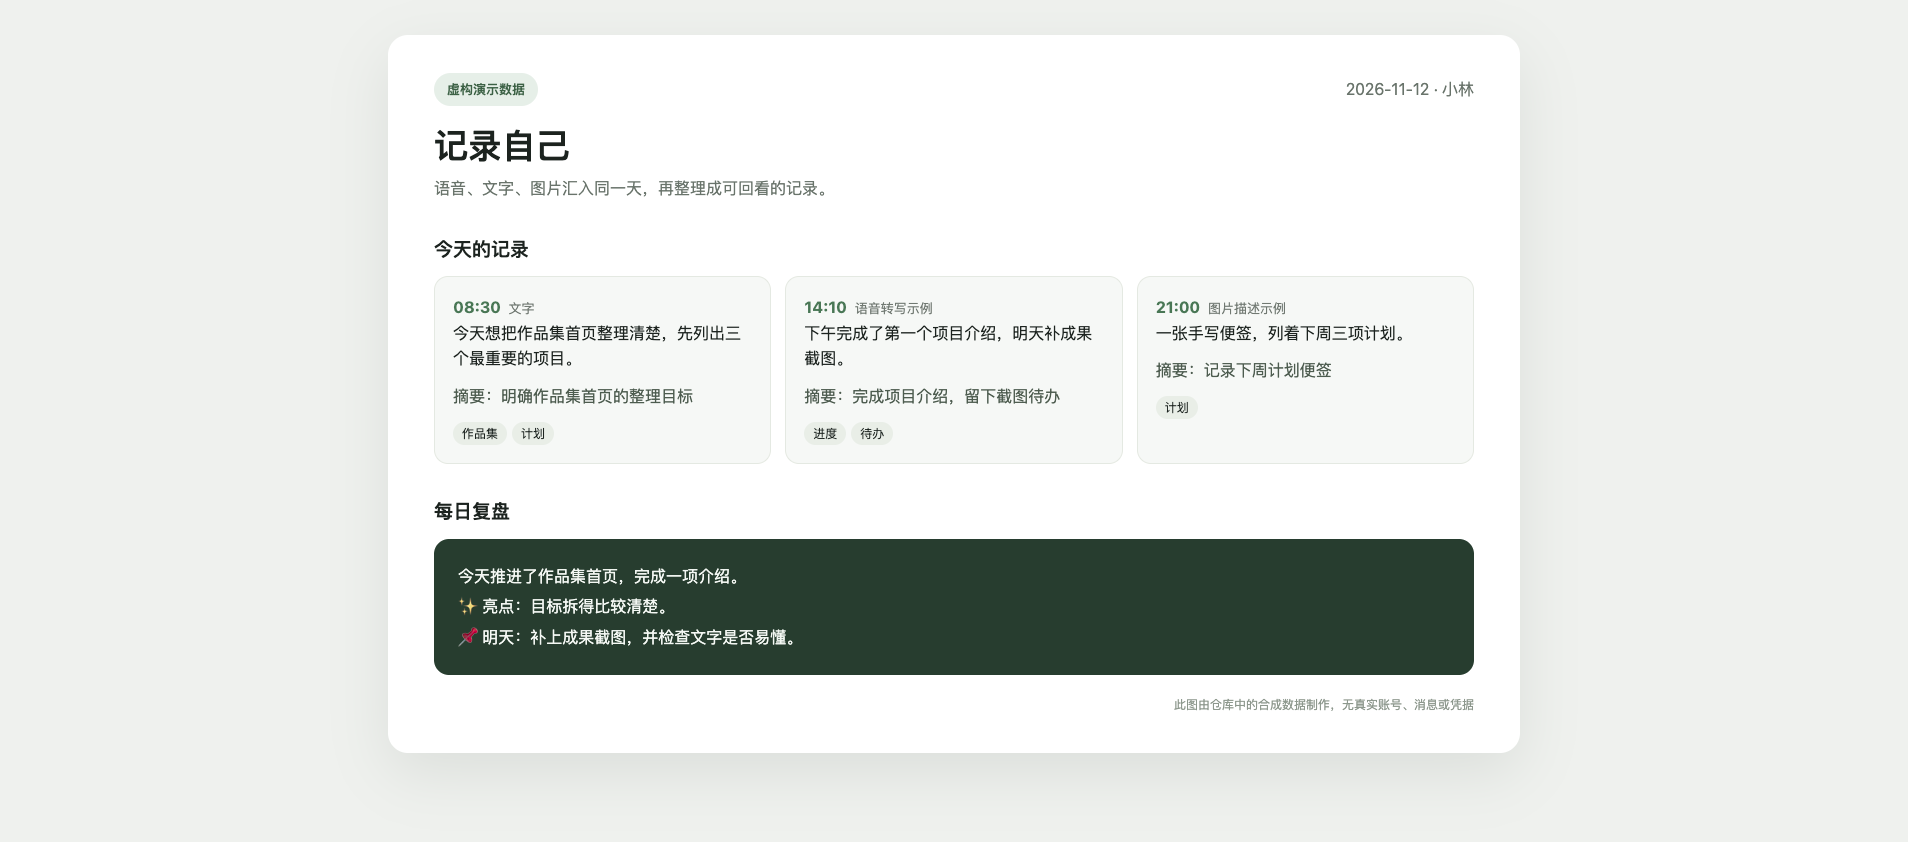 虚构演示数据
2026-11-12 · 小林
记录自己
语音、文字、图片汇入同一天，再整理成可回看的记录。
今天的记录
08:30 文字
今天想把作品集首页整理清楚，先列出三
个最重要的项目。
摘要：明确作品集首页的整理目标
作品集 计划
14:10 语音转写示例
下午完成了第一个项目介绍，明天补成果
截图。
摘要：完成项目介绍，留下截图待办
进度 待办
21:00 图片描述示例
一张手写便签，列着下周三项计划。
摘要：记录下周计划便签
计划
每日复盘
今天推进了作品集首页，完成一项介绍。
✨ 亮点：目标拆得比较清楚。
📌 明天：补上成果截图，并检查文字是否易懂。
此图由仓库中的合成数据制作，无真实账号、消息或凭据